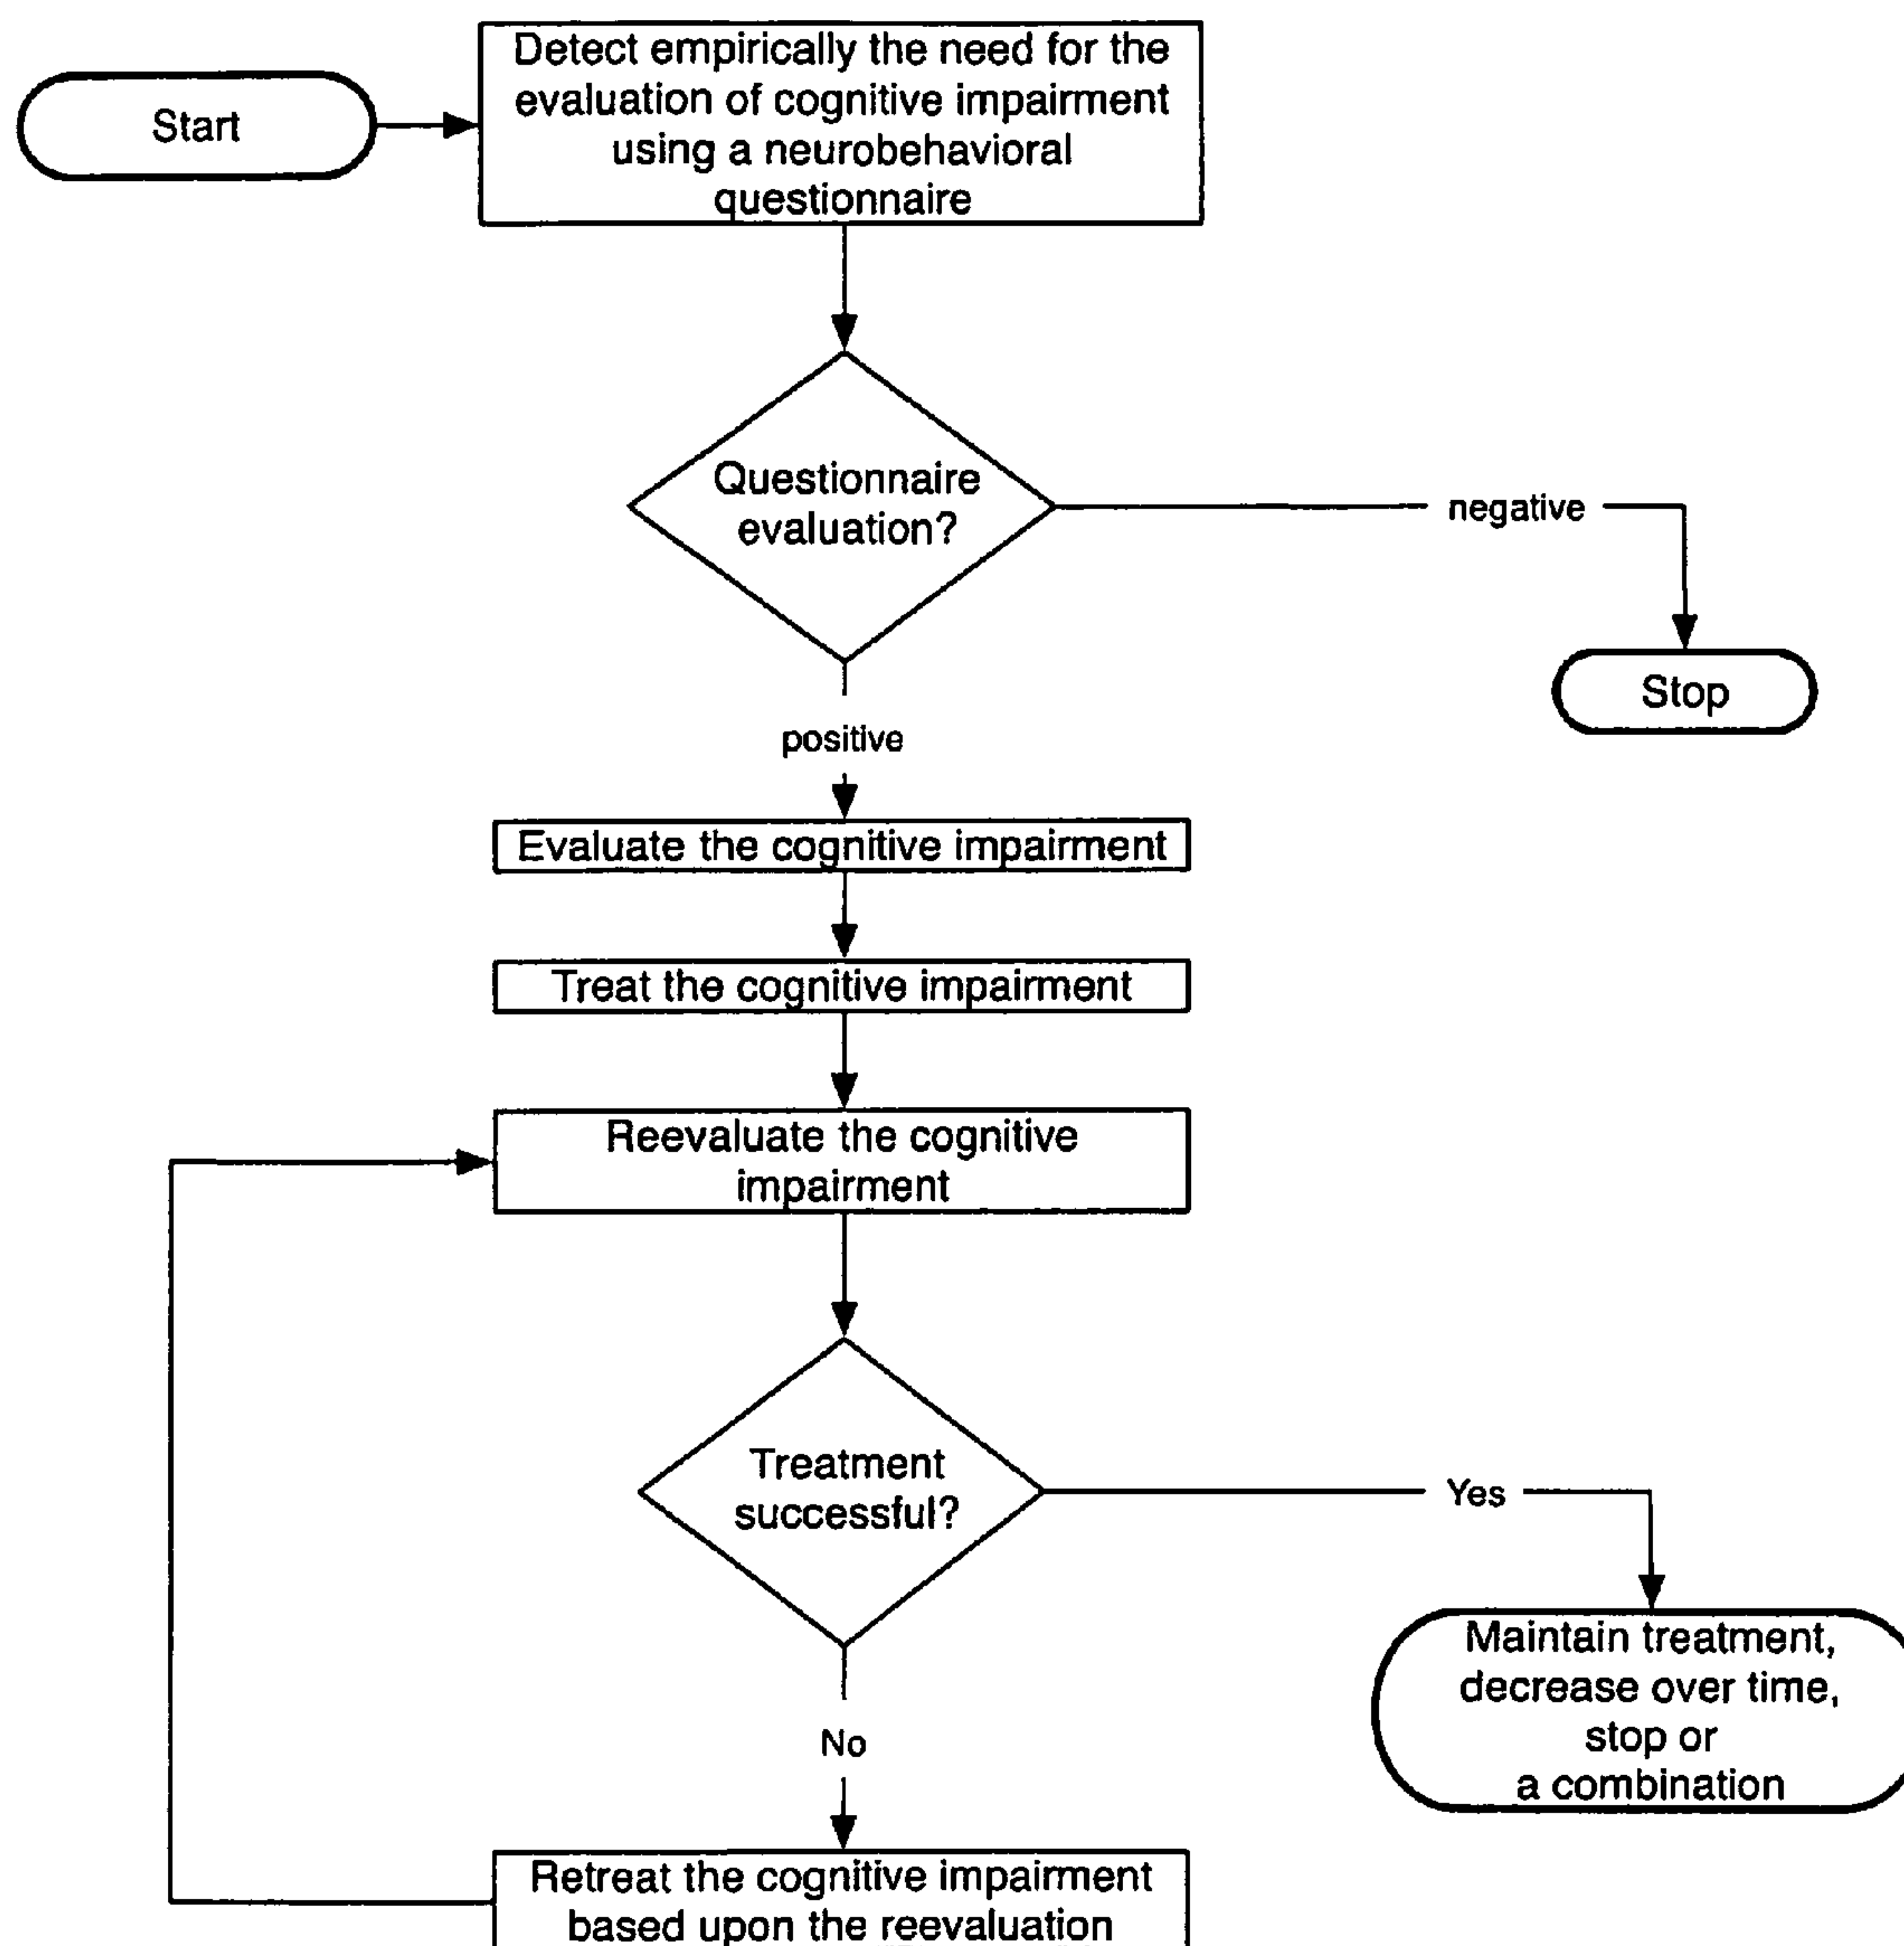 Start
Detect empirically the need for the
evaluation of cognitive impairment
using a neurobehavioral
questionnaire
Questionnaire
evaluation?
negative
Stop
positive
Evaluate the cognitive impairment
Treat the cognitive impairment
Reevaluate the cognitive
impairment
Treatment
successful?
Yes
Maintain treatment,
decrease over time,
stop or
a combination
No
Retreat the cognitive impairment
based upon the reevaluation